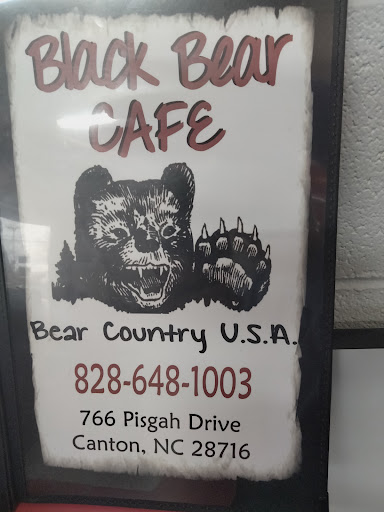 Black Bear
CAFE
Bear Country U.S.A.
828-648-1003
766 Pisgah Drive
Canton, NC 28716